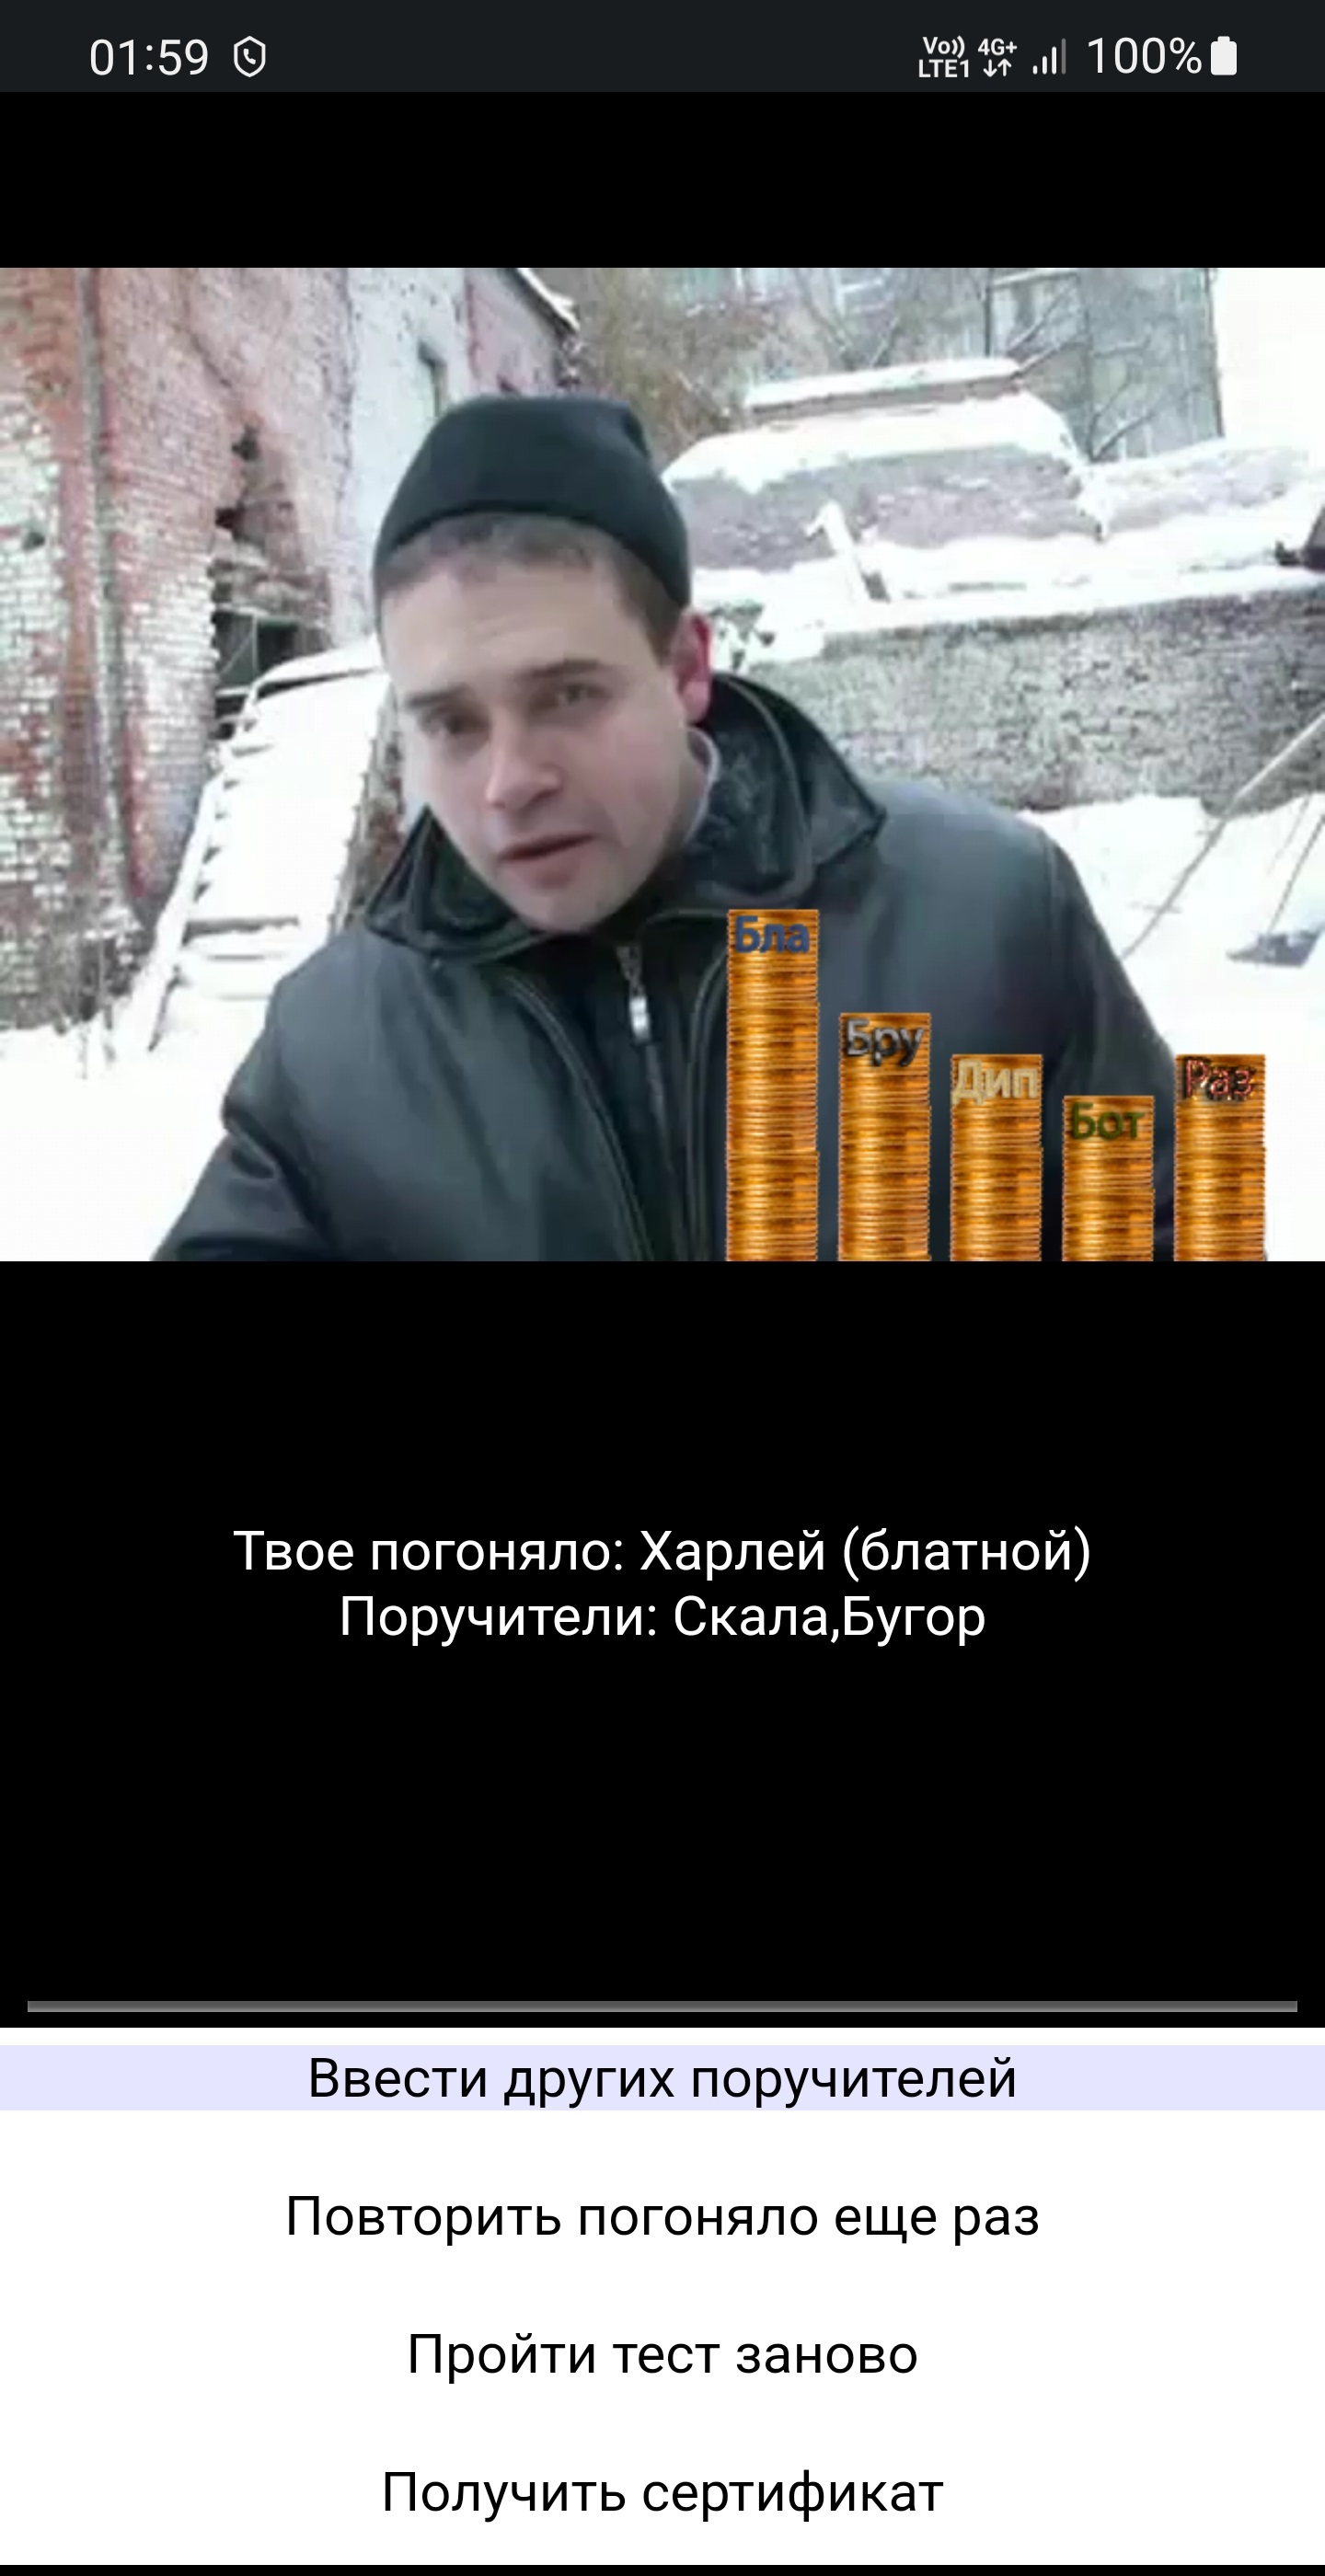 01:59
Vo)) 4G+ 100%
LTE1
Бла
Бру
Дип
Бот
Раз
Твое погоняло: Харлей (блатной)
Поручители: Скала,Бугор
Ввести других поручителей
Повторить погоняло еще раз
Пройти тест заново
Получить сертификат